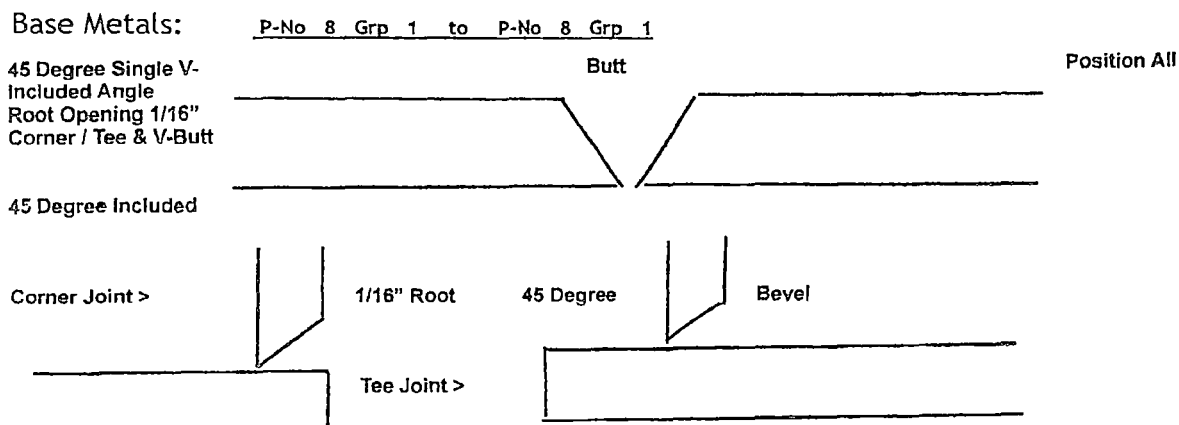 Base Metals: P-No 8 Grp 1 to P-No 8 Grp 1
45 Degree Single V-
Included Angle
Root Opening 1/16"
Corner / Tee & V-Butt
Butt
Position All
45 Degree Included
Corner Joint >
1/16" Root
45 Degree
Bevel
Tee Joint >